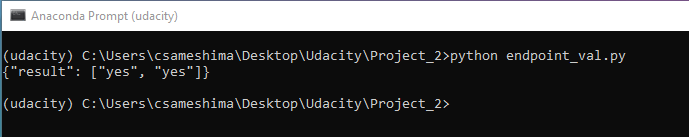 Anaconda Prompt (udacity)
(udacity) C:\Users\csameshima\Desktop\Udacity\Project_2>python endpoint_val.py
{"result": ["yes", "yes"]}
(udacity) C:\Users\csameshima\Desktop\Udacity\Project_2>